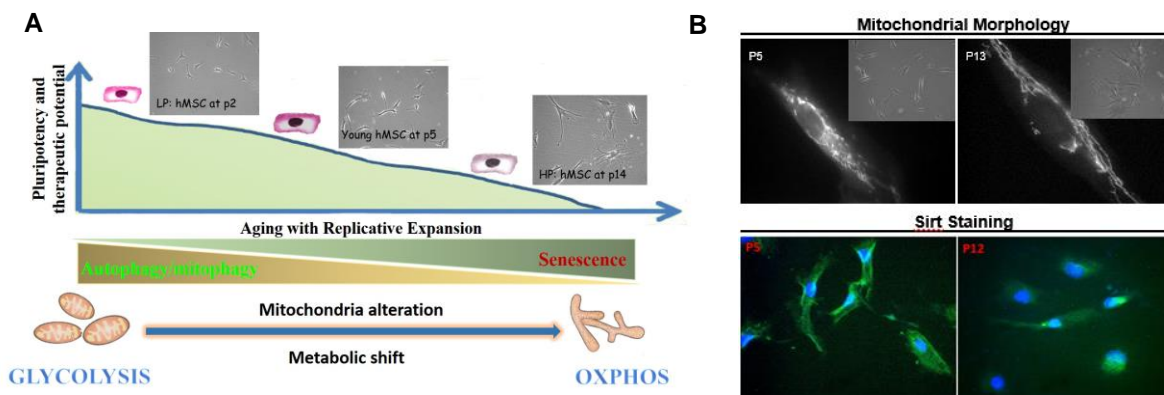 A
Pluripotency and
therapeutic potential
LP: hMSC at p2
Young hMSC at p5
HP: hMSC at p14
Aging with Replicative Expansion
Autophagy/mitophagy
Senescence
Mitochondria alteration
Metabolic shift
GLYCOLYSIS
OXPHOS
B
Mitochondrial Morphology
P5
P13
Sirt Staining
P5
P12